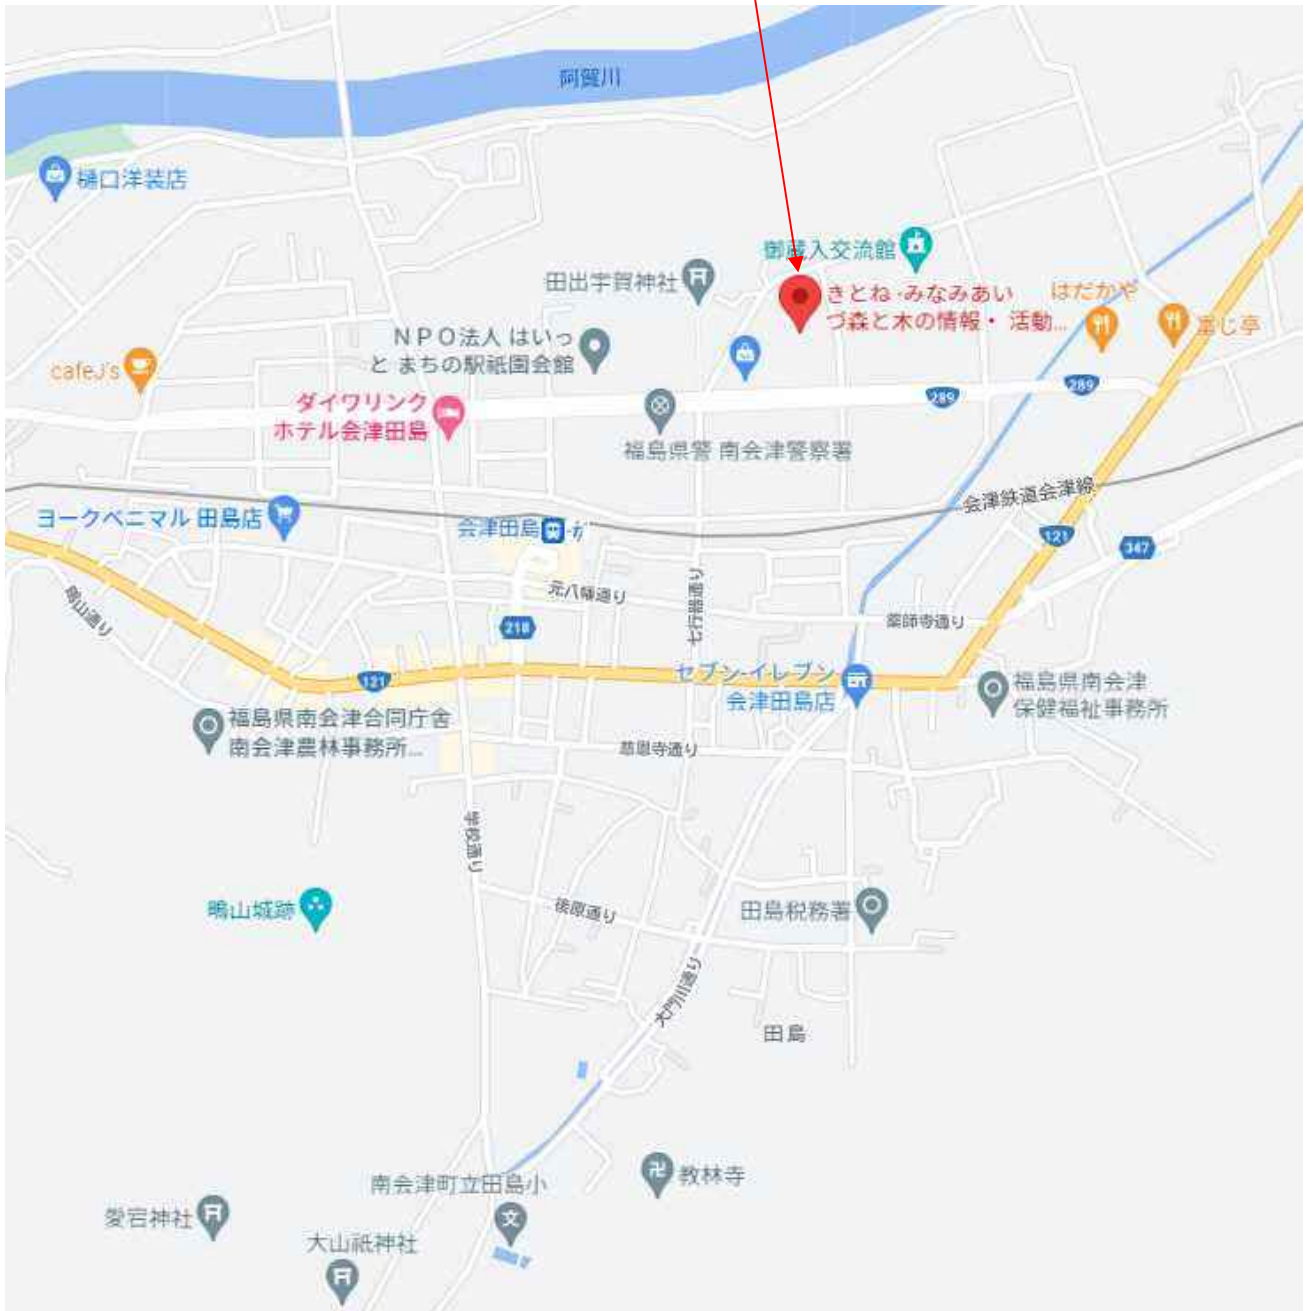 阿賀川
樋口洋装店
御蔵入交流館
田出宇賀神社
きとね・みなみあい
づ森と木の情報・ 活動...
はだかや
NPO法人 はいっ
と まちの駅祇園会館
cafeJ's
289
289
ダイワリンク
ホテル会津田島
福島県警 南会津警察署
会津鉄道会津線
ヨークベニマル 田島店
会津田島
121
347
元八幡通り
七行器通り
鴫山通り
薬師寺通り
218
セブン-イレブン
会津田島店
121
福島県南会津
保健福祉事務所
福島県南会津合同庁舎
南会津農林事務所...
慈恩寺通り
学校通り
鴫山城跡
後原通り
田島税務署
大門川通り
田島
南会津町立田島小
教林寺
愛宕神社
大山祇神社